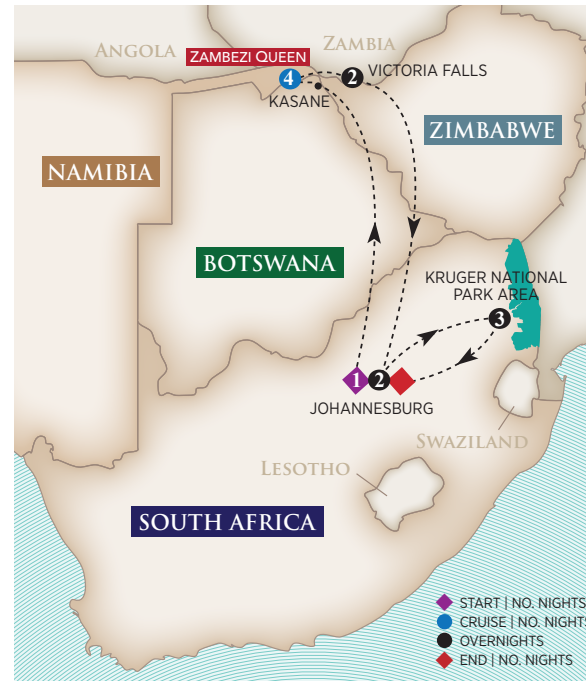 ANGOLA
ZAMBIA
ZAMBEZI QUEEN
4
2
VICTORIA FALLS
KASANE
ZIMBABWE
NAMIBIA
BOTSWANA
KRUGER NATIONAL
PARK AREA
3
1
2
JOHANNESBURG
SWAZILAND
LESOTHO
SOUTH AFRICA
START | NO. NIGHTS
CRUISE | NO. NIGHTS
OVERNIGHTS
END | NO. NIGHTS